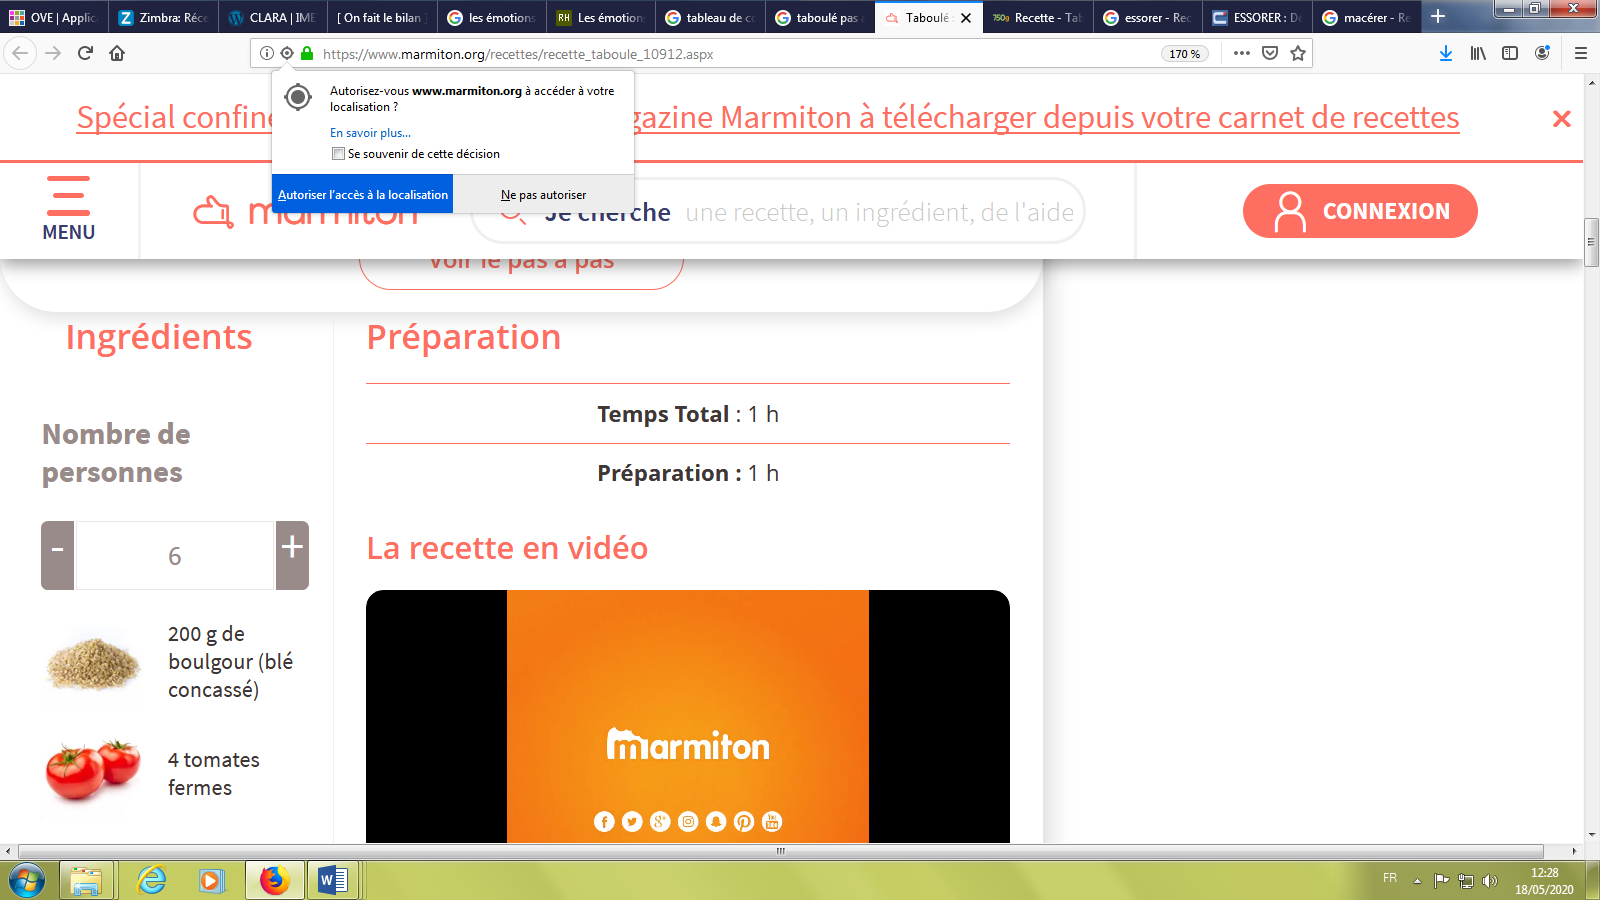 OVE | Applic
Zimbra: Réce
CLARA | IME
[ On fait le bilan ]
les émotions
Les émotions
tableau de co
taboulé pas a
Taboulé :
Recette - Tab
essorer - Rec
ESSORER : Dé
macérer - Re
https://www.marmiton.org/recettes/recette_taboule_10912.aspx
170 %
Autorisez-vous www.marmiton.org à accéder à votre
localisation ?
En savoir plus...
Se souvenir de cette décision
Autoriser l'accès à la localisation
Ne pas autoriser
Spécial confine
gazine Marmiton à télécharger depuis votre carnet de recettes
MENU
marmiton
Je cherche une recette, un ingrédient, de l'aide
CONNEXION
Voir le pas à pas
Ingrédients
Nombre de
personnes
- 6 +
200 g de
boulgour (blé
concassé)
4 tomates
fermes
Préparation
Temps Total : 1 h
Préparation : 1 h
La recette en vidéo
marmiton
FR
12:28
18/05/2020